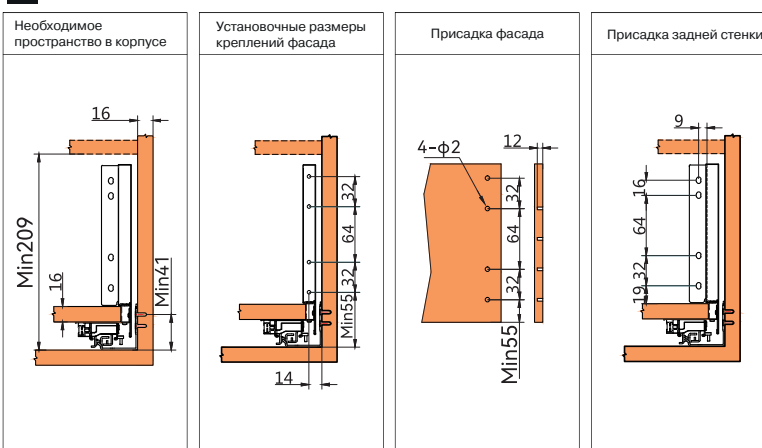 Необходимое
пространство в корпусе
Установочные размеры
креплений фасада
Присадка фасада
Присадка задней стенки
16
Min209
16
Min41
32
64
32
Min55
14
4-ф2
12
32
64
32
Min55
9
16
64
32
19